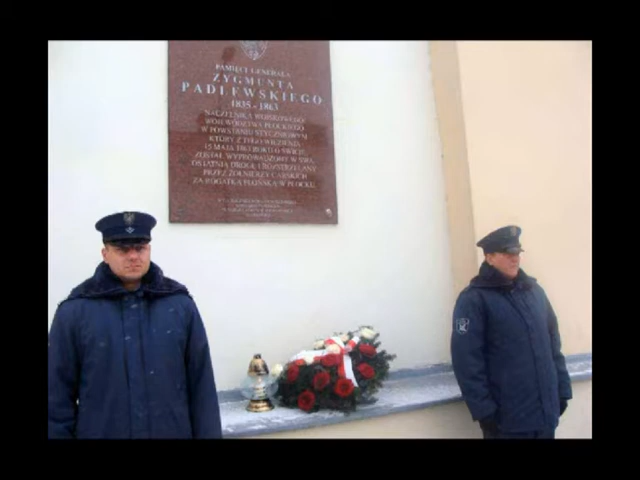 PAMIĘCI GENERAŁA
ZYGMUNTA
PADLEWSKIEGO
1835 - 1863
NACZELNIKA WOJSKOWEGO
WOJEWÓDZTWA PŁOCKIEGO
W POWSTANIU STYCZNIOWYM
KTÓRY Z TEGO WIĘZIENIA
15 MAJA 1863 ROKU O ŚWICIE
ZOSTAŁ WYPROWADZONY W SWĄ
OSTATNIĄ DROGĘ I ROZSTRZELANY
PRZEZ ŻOŁNIERZY CARSKICH
ZA ROGATKĄ PŁOŃSKĄ W PŁOCKU